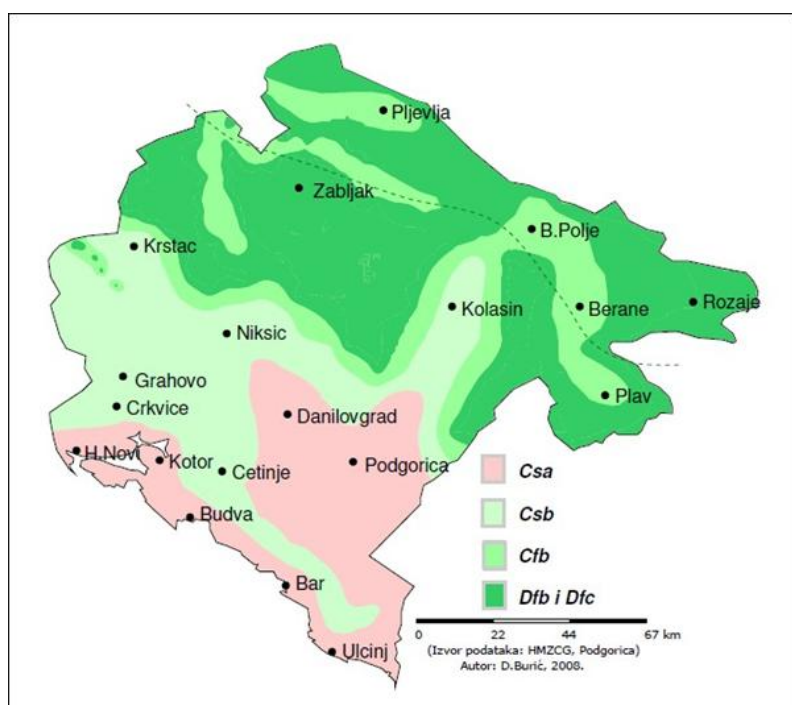 Pljevlja
Zabljak
B.Polje
Krstac
Kolasin
Berane
Rozaje
Niksic
Grahovo
Plav
Crkvice
Danilovgrad
H.Novi
Kotor
Cetinje
Podgorica
Csa
Budva
Csb
Cfb
Bar
Dfb i Dfc
0 22 44 67 km
(Izvor podataka: HMZCG, Podgorica)
Ulcinj
Autor: D.Burić, 2008.